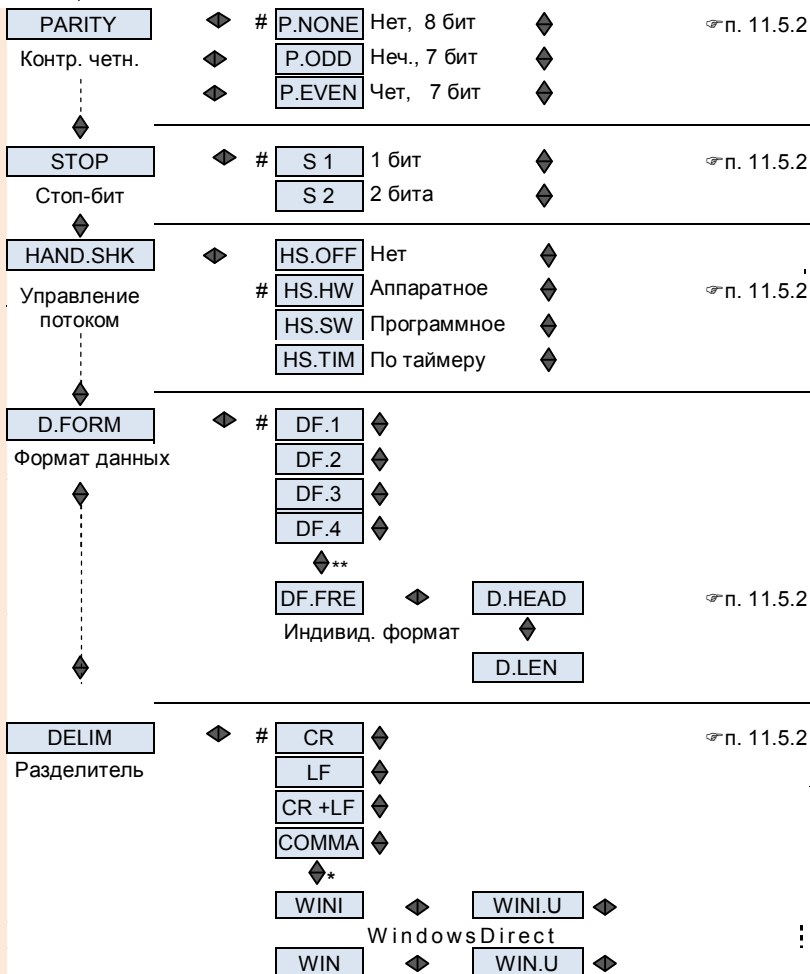 PARITY # P.NONE Нет, 8 бит ☞п. 11.5.2
Контр. четн. P.ODD Неч., 7 бит
P.EVEN Чет, 7 бит
STOP # S 1 1 бит ☞п. 11.5.2
Стоп-бит S 2 2 бита
HAND.SHK HS.OFF Нет
Управление # HS.HW Аппаратное ☞п. 11.5.2
потоком HS.SW Программное
HS.TIM По таймеру
D.FORM # DF.1
Формат данных DF.2
DF.3
DF.4
**
DF.FRE D.HEAD ☞п. 11.5.2
Индивид. формат
D.LEN
DELIM # CR ☞п. 11.5.2
Разделитель LF
CR +LF
COMMA
*
WINI WINI.U
WindowsDirect
WIN WIN.U